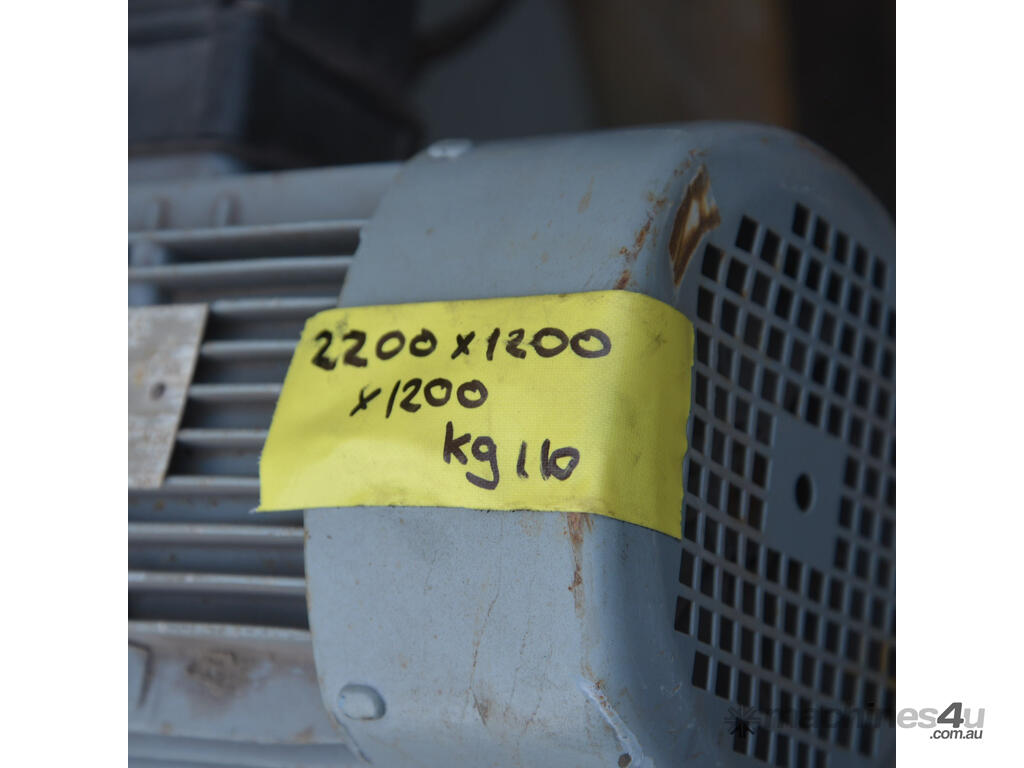 2200 x 1200
x 1200
kg 110
machines4u
.com.au